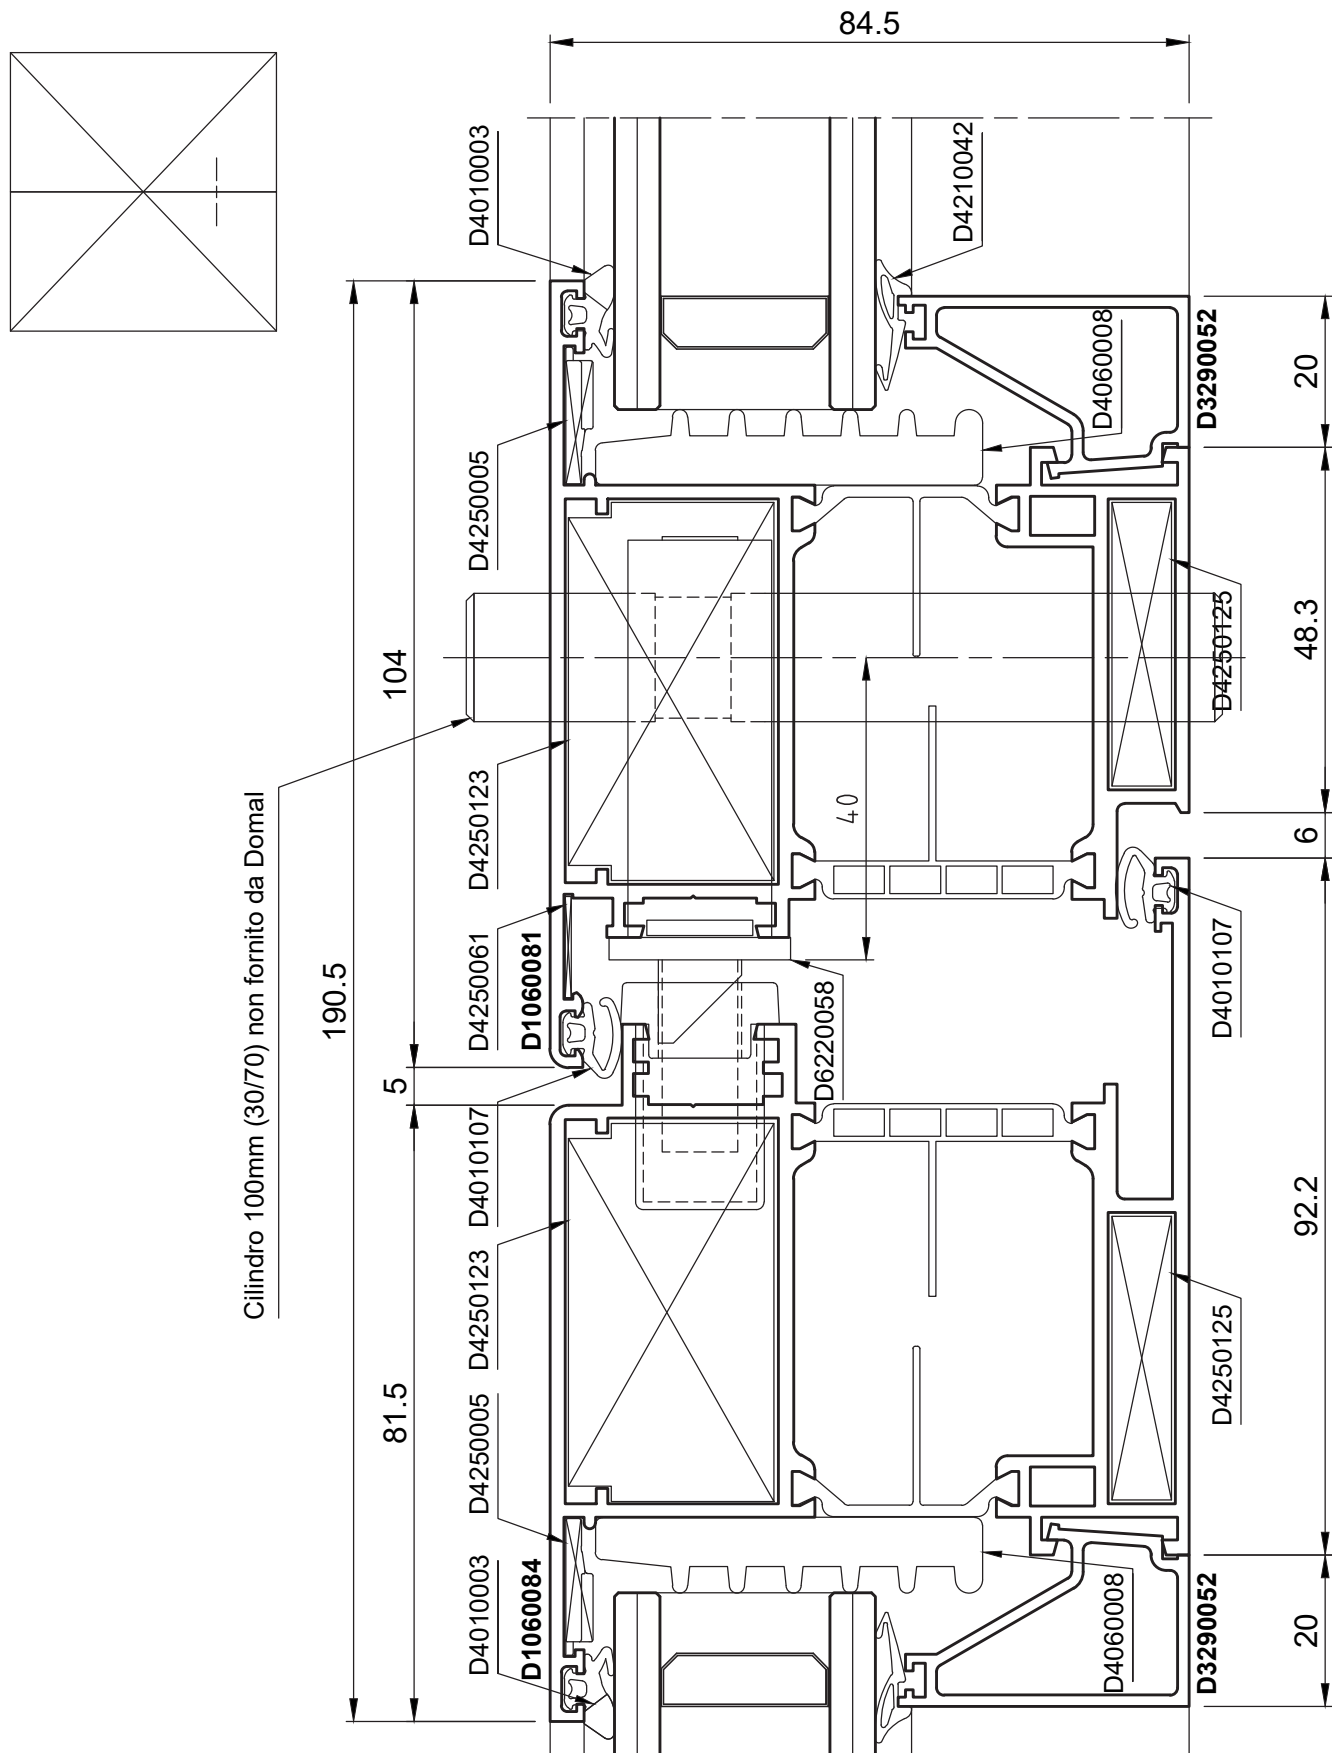 84.5
D4010003
D4210042
D4060008
D3290052
20
D4250005
48.3
D4250125
104
Cilindro 100mm (30/70) non fornito da Domal
D4250123
40
6
D4250061
D1060081
190.5
D6220058
D4010107
5
D4010107
D4250123
92.2
D4250125
81.5
D4250005
D4010003
D1060084
D4060008
D3290052
20